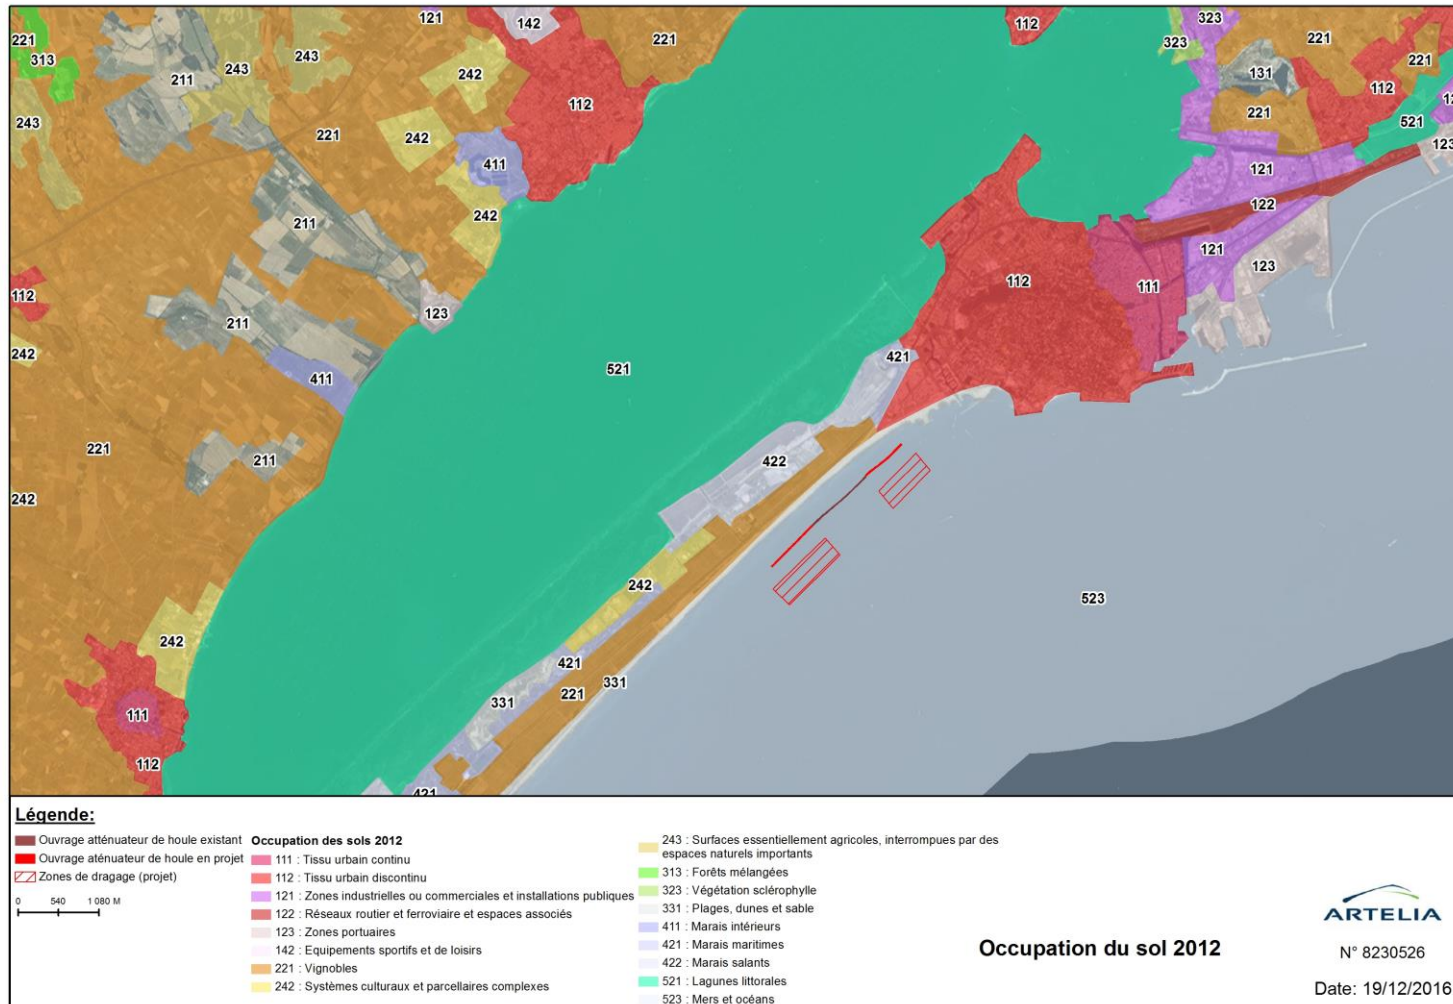 121
142
323
112
221
323
221
221
313
243
243
242
211
131
221
112
112
221
243
221
242
411
521
123
121
242
122
211
121
123
112
111
112
123
211
242
421
521
411
221
211
422
242
242
523
242
421
331
221
331
111
112
421
Légende:
Ouvrage atténuateur de houle existant
Ouvrage aténuateur de houle en projet
Zones de dragage (projet)
0 540 1 080 M
Occupation des sols 2012
111 : Tissu urbain continu
112 : Tissu urbain discontinu
121 : Zones industrielles ou commerciales et installations publiques
122 : Réseaux routier et ferroviaire et espaces associés
123 : Zones portuaires
142 : Equipements sportifs et de loisirs
221 : Vignobles
242 : Systèmes culturaux et parcellaires complexes
243 : Surfaces essentiellement agricoles, interrompues par des
espaces naturels importants
313 : Forêts mélangées
323 : Végétation sclérophylle
331 : Plages, dunes et sable
411 : Marais intérieurs
421 : Marais maritimes
422 : Marais salants
521 : Lagunes littorales
523 : Mers et océans
Occupation du sol 2012
ARTELIA
N° 8230526
Date: 19/12/2016